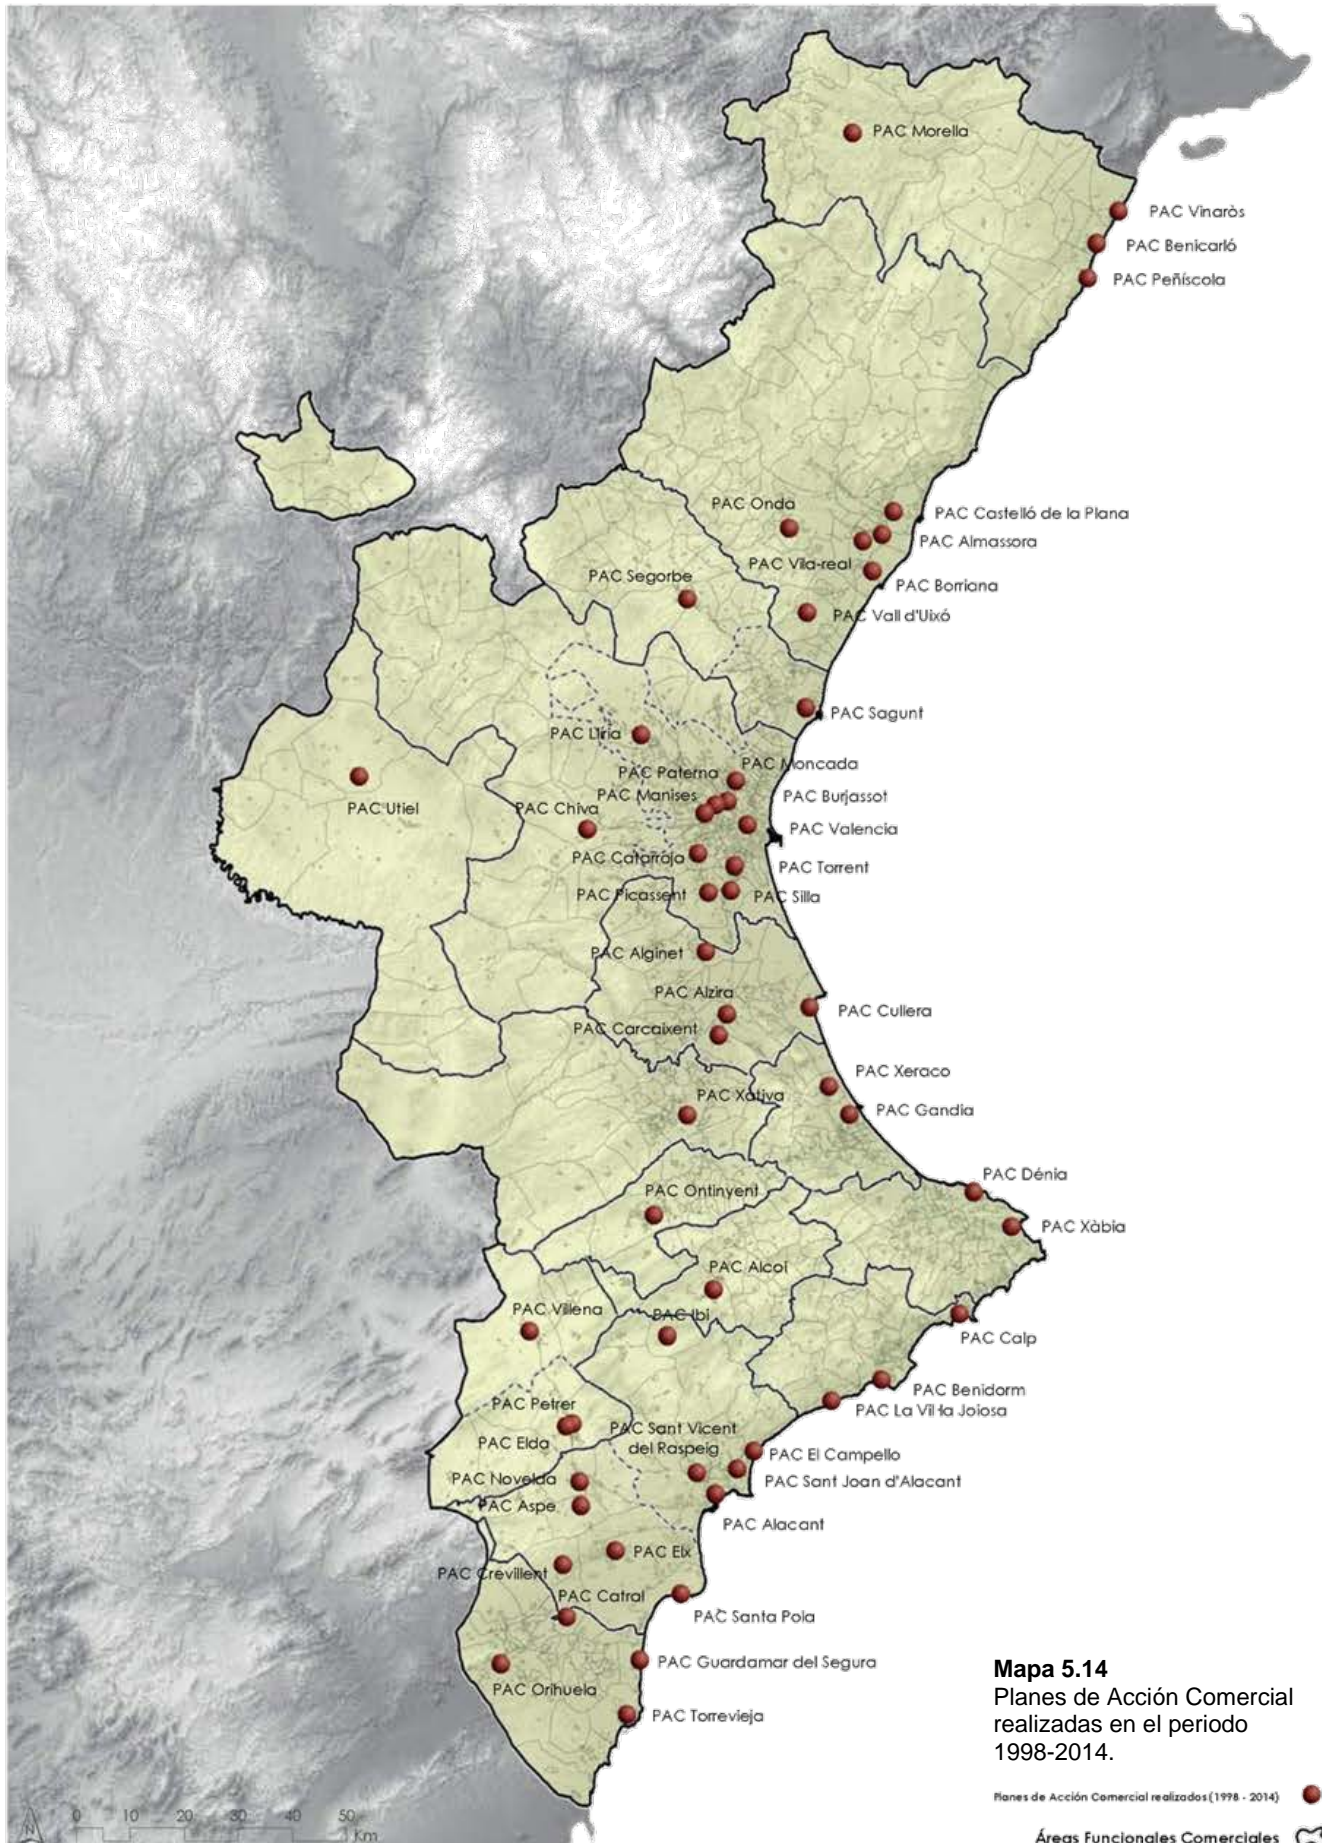 PAC Morella
PAC Vinaròs
PAC Benicarló
PAC Peñíscola
PAC Onda
PAC Castelló de la Plana
PAC Almassora
PAC Vila-real
PAC Segorbe
PAC Borriana
PAC Vall d'Uixó
PAC Sagunt
PAC Llíria
PAC Moncada
PAC Paterna
PAC Manises
PAC Burjassot
PAC Utiel
PAC Chiva
PAC Valencia
PAC Catarroja
PAC Torrent
PAC Picassent
PAC Silla
PAC Alginet
PAC Alzira
PAC Cullera
PAC Carcaixent
PAC Xeraco
PAC Xàtiva
PAC Gandia
PAC Dénia
PAC Ontinyent
PAC Xàbia
PAC Alcoi
PAC Villena
PAC Ibi
PAC Calp
PAC Benidorm
PAC Petrer
PAC La Vil·la Joiosa
PAC Sant Vicent
del Raspeig
PAC Elda
PAC El Campello
PAC Novelda
PAC Sant Joan d'Alacant
PAC Aspe
PAC Alacant
PAC Elx
PAC Crevillent
PAC Catral
PAC Santa Pola
PAC Guardamar del Segura
PAC Orihuela
PAC Torrevieja
Mapa 5.14
Planes de Acción Comercial
realizadas en el periodo
1998-2014.
Planes de Acción Comercial realizados (1998 - 2014)
Áreas Funcionales Comerciales
N
0 10 20 30 40 50
Km